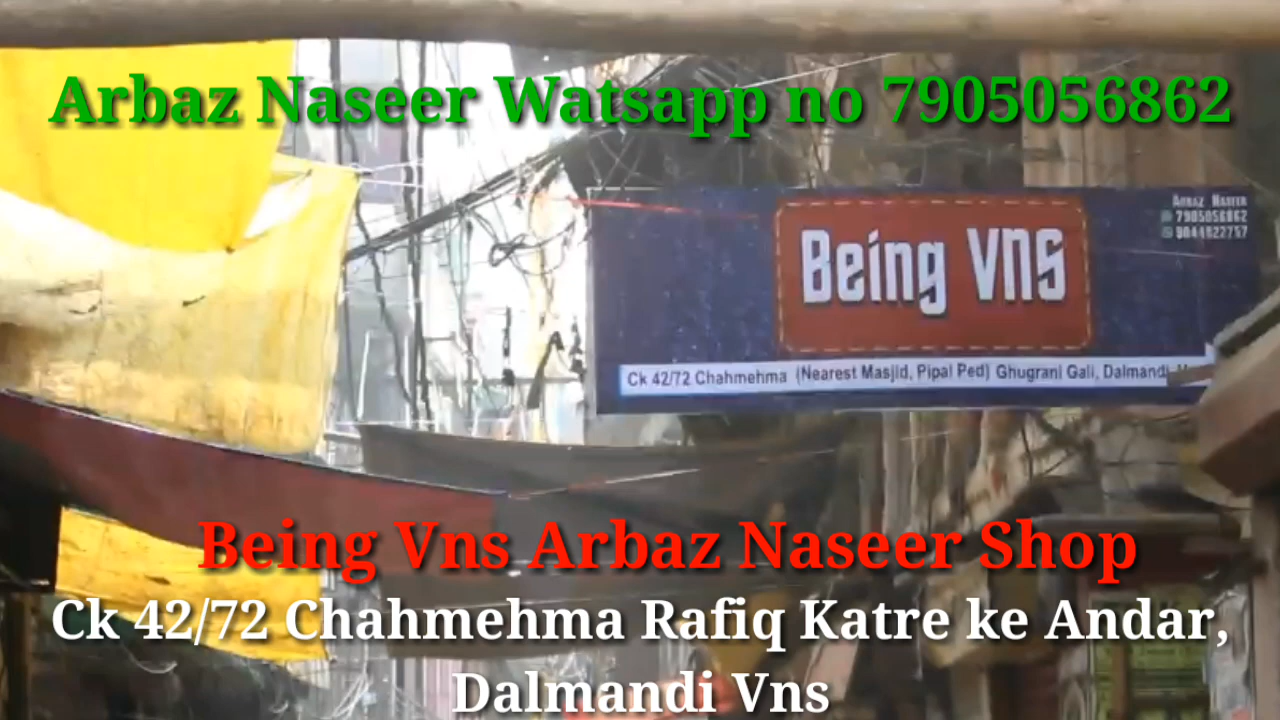 Arbaz Naseer Watsapp no 7905056862
Arbaz Naseer
7905056862
Being VNS
Ck 42/72 Chahmehma (Nearest Masjid, Pipal Ped) Ghugrani Gali, Dalmandi,
Being Vns Arbaz Naseer Shop
Ck 42/72 Chahmehma Rafiq Katre ke Andar,
Dalmandi Vns